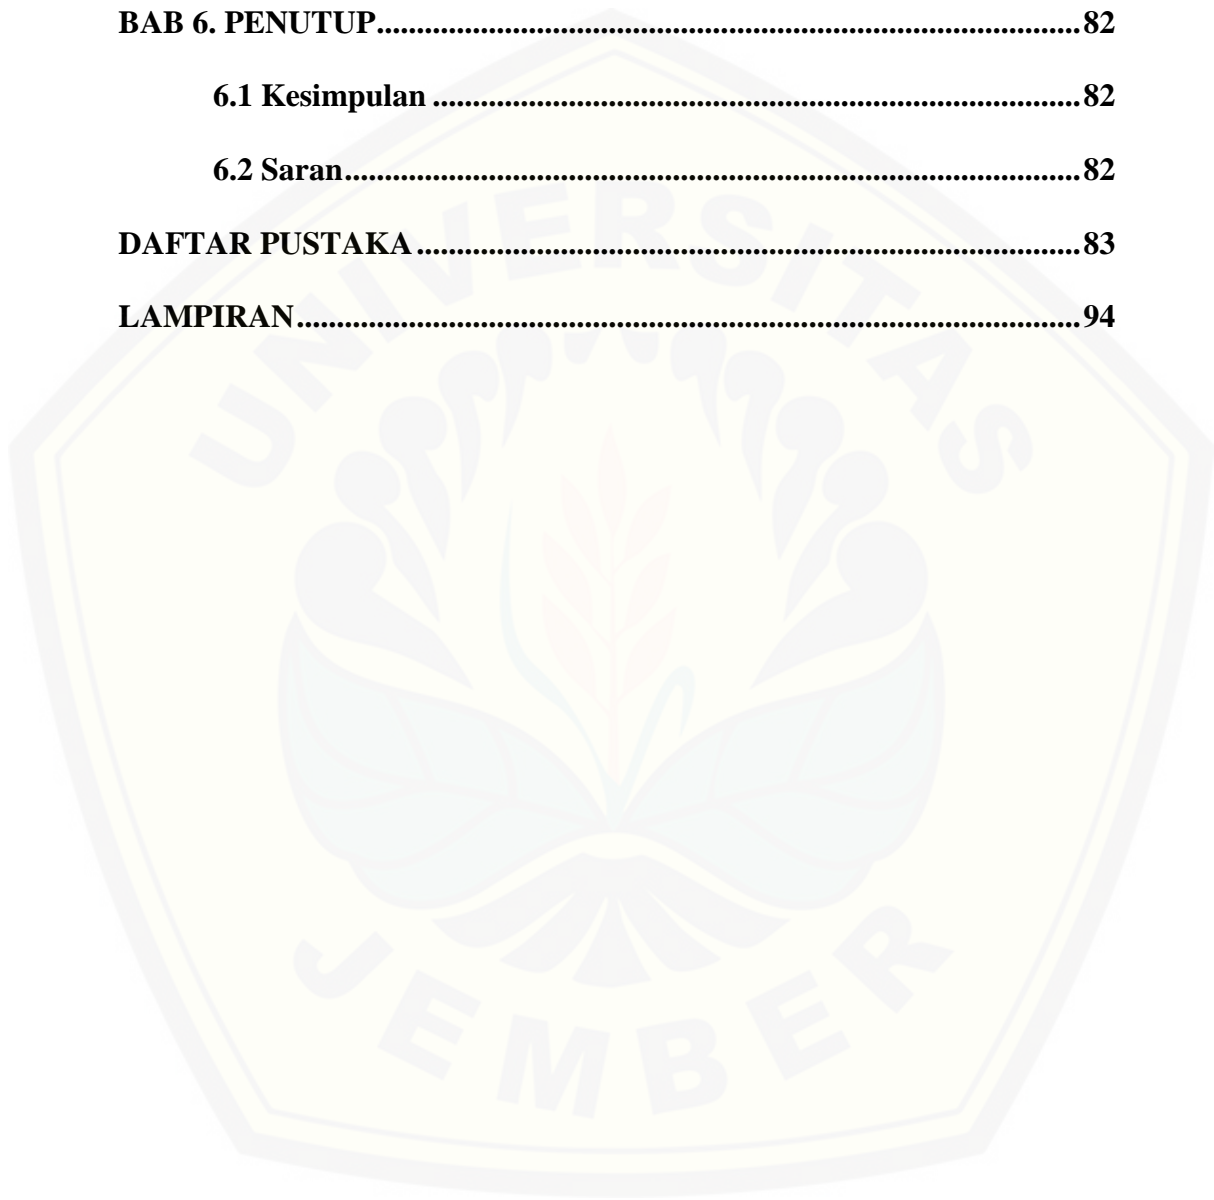 BAB 6. PENUTUP........................................................................................82
6.1 Kesimpulan .................................................................................82
6.2 Saran............................................................................................82
DAFTAR PUSTAKA ...................................................................................83
LAMPIRAN..................................................................................................94
UNIVERSITAS
JEMBER